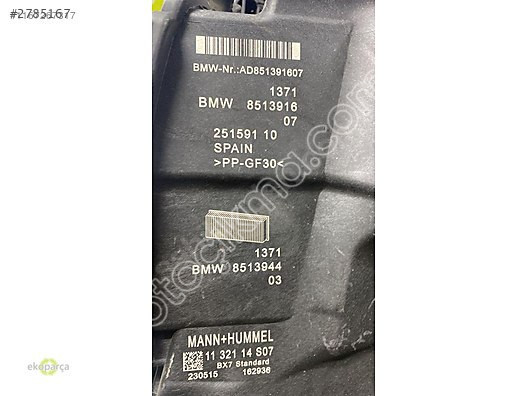 #2785167
BMW-Nr.:AD851391607
1371
BMW 8513916
07
251591 10
SPAIN
>PP-GF30<
1371
BMW 8513944
03
MANN+HUMMEL
11 321 14 S07
BX7 Standard
230515 162936
ekoparça